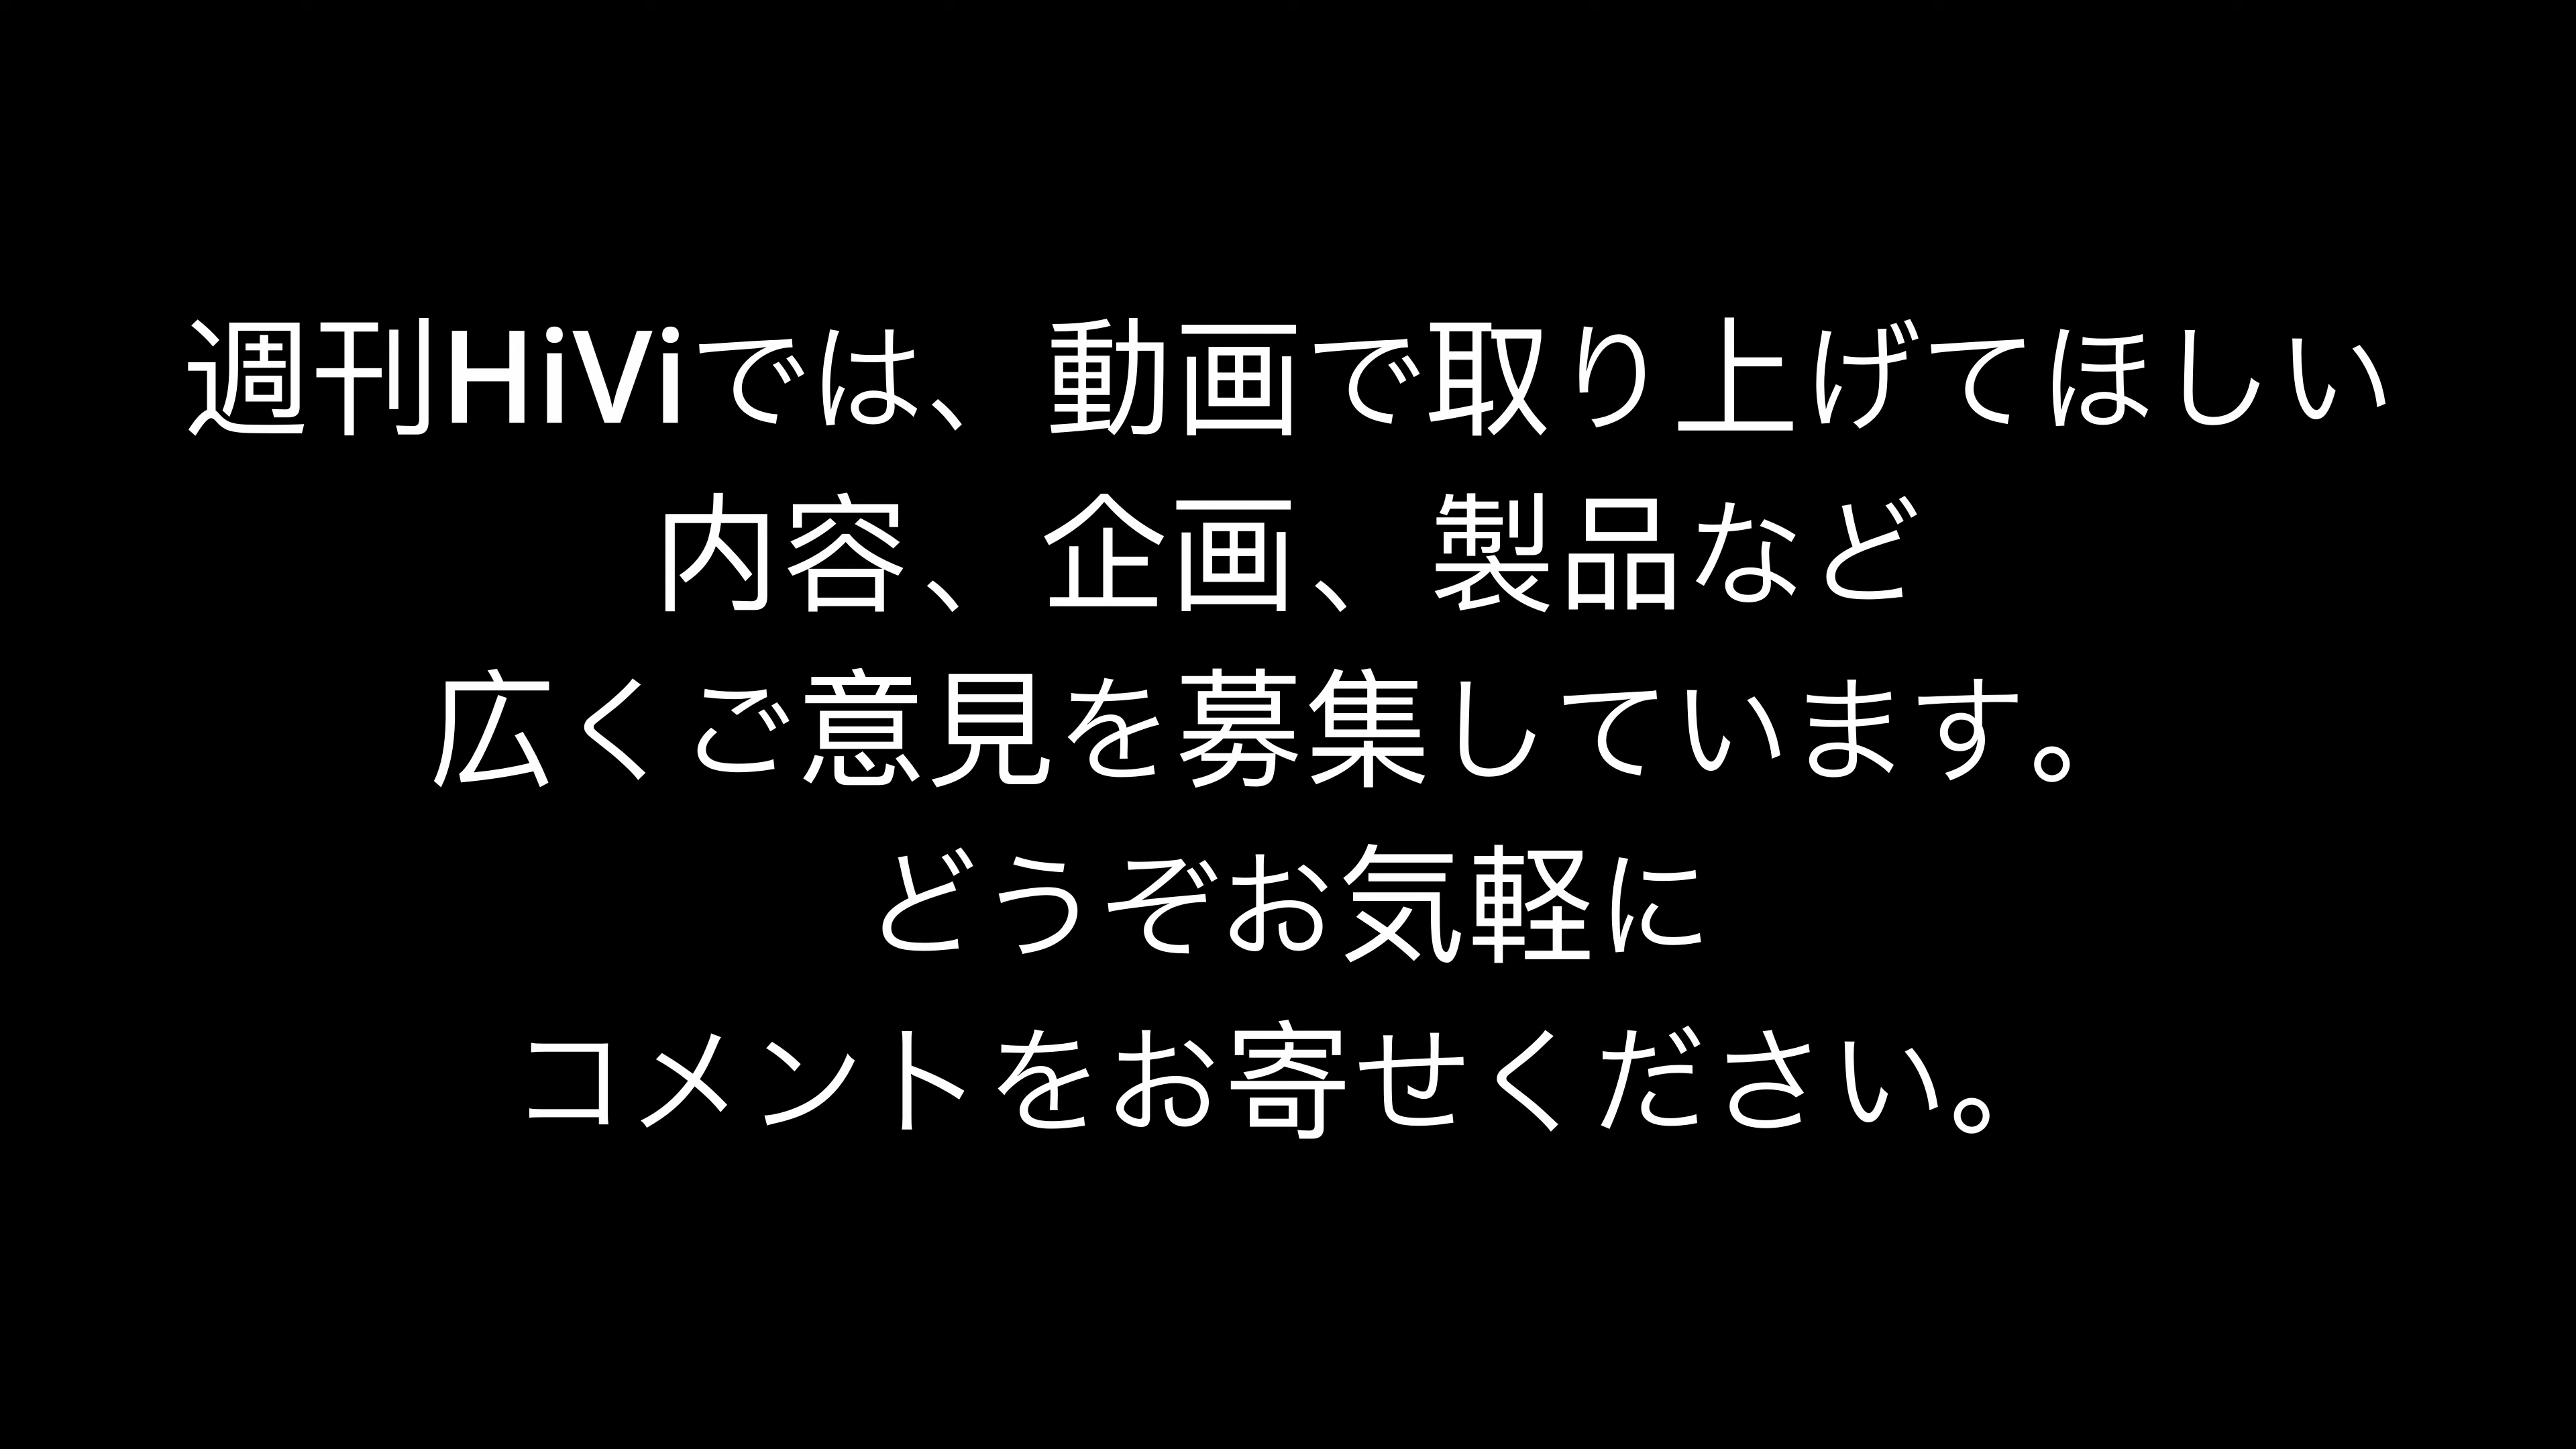 週刊HiViでは、動画で取り上げてほしい
内容、企画、製品など
広くご意見を募集しています。
どうぞお気軽に
コメントをお寄せください。